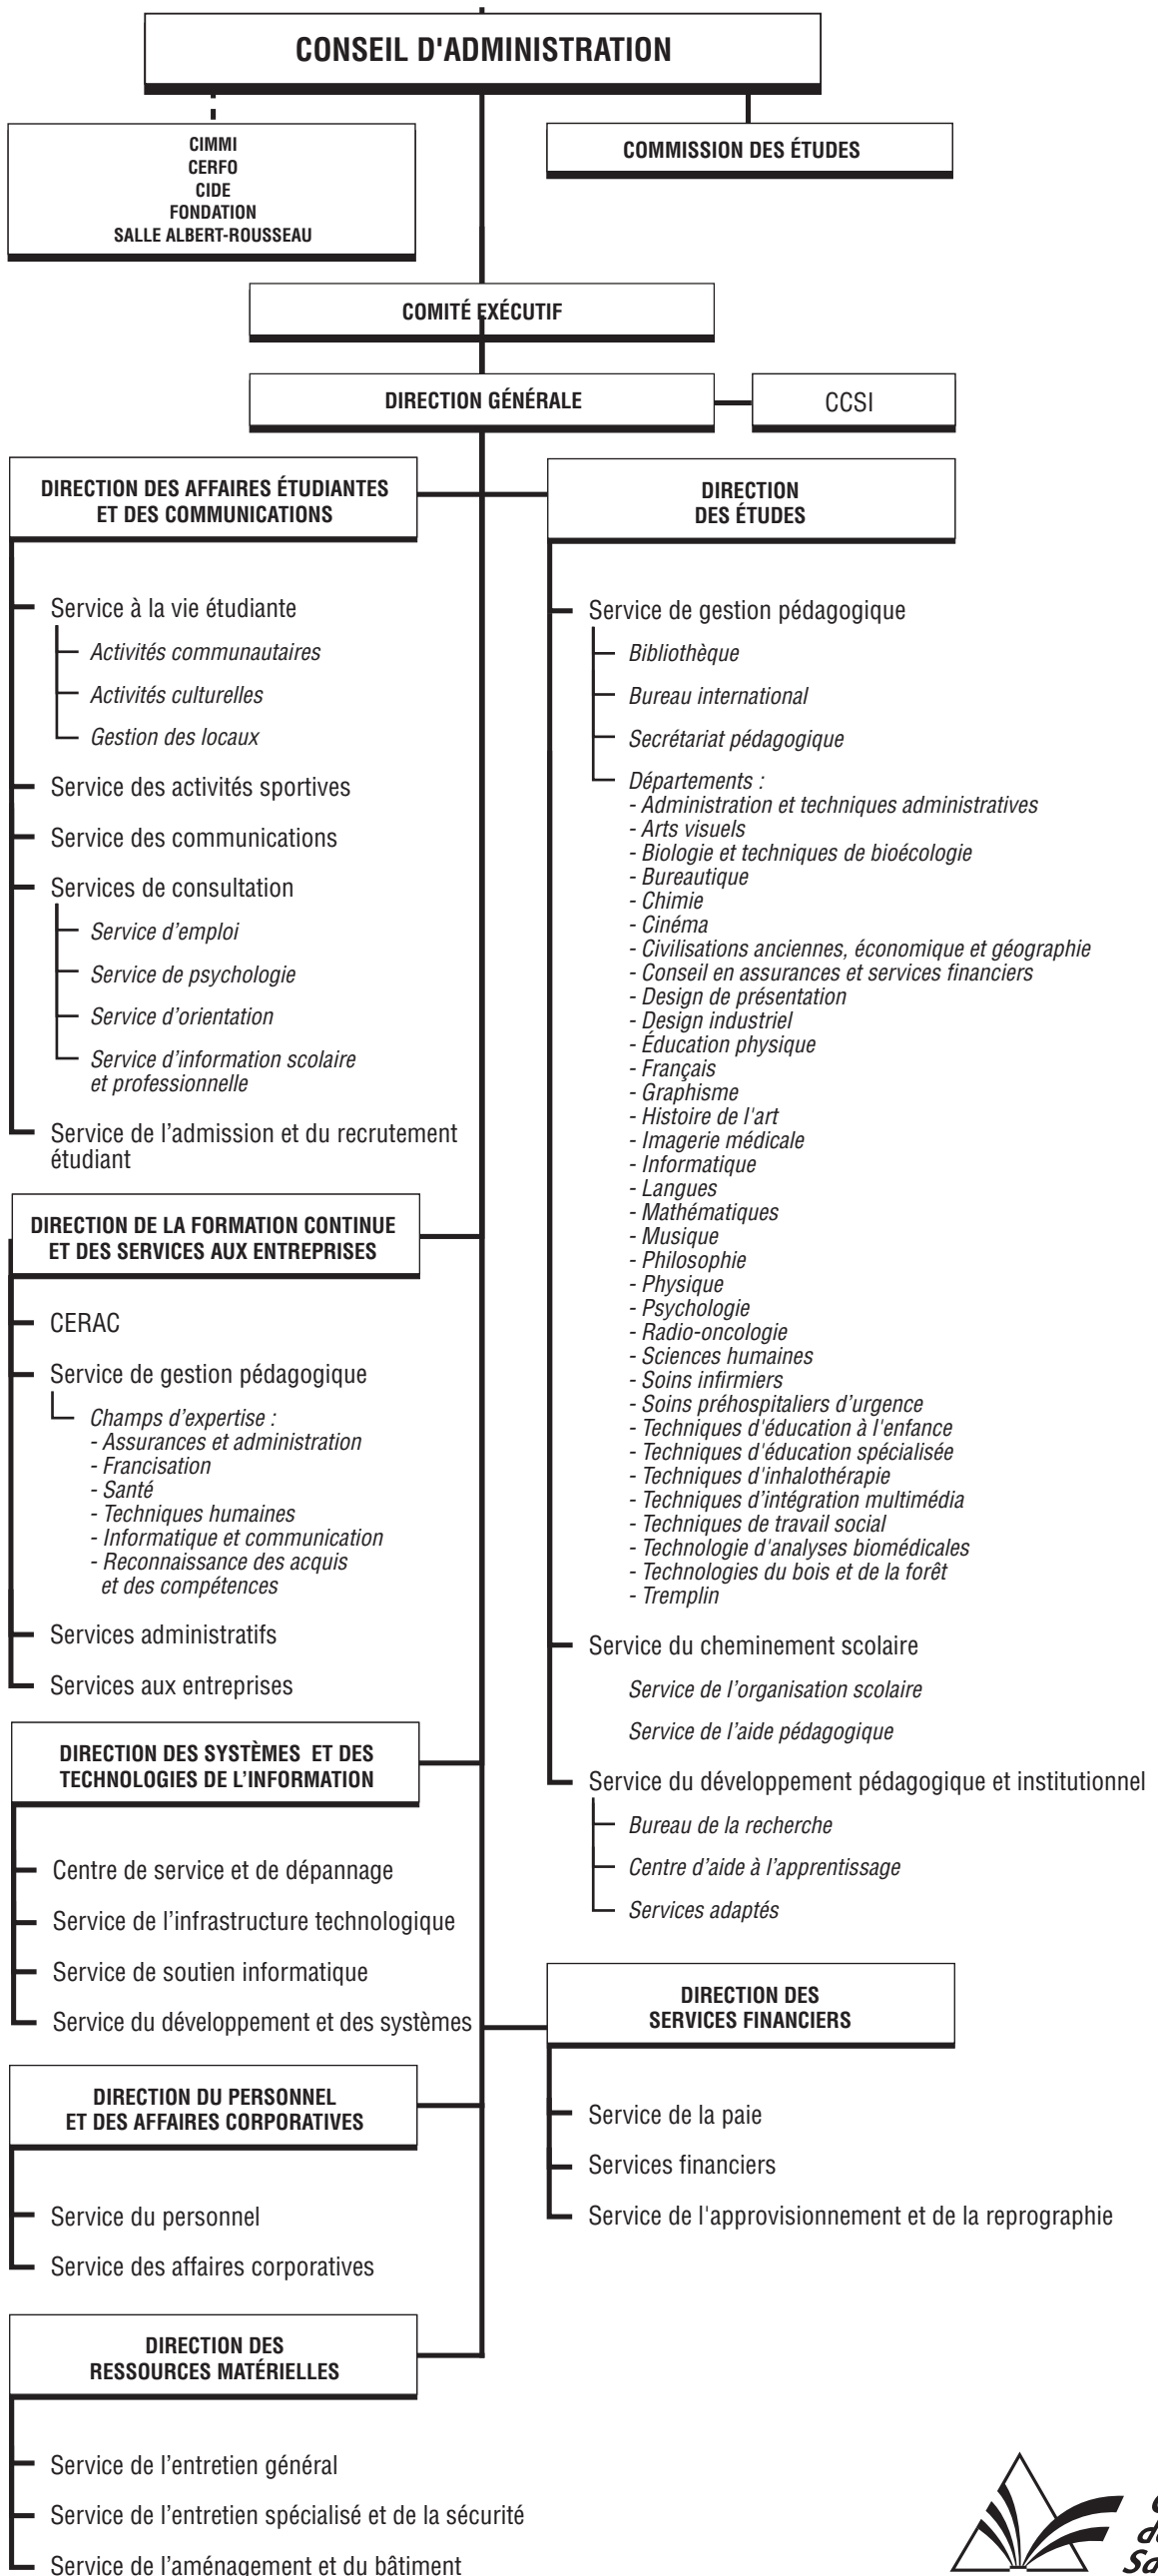 CONSEIL D'ADMINISTRATION
CIMMI
CERFO
CIDE
FONDATION
SALLE ALBERT-ROUSSEAU
COMMISSION DES ÉTUDES
COMITÉ EXÉCUTIF
DIRECTION GÉNÉRALE
CCSI
DIRECTION DES AFFAIRES ÉTUDIANTES
ET DES COMMUNICATIONS
Service à la vie étudiante
Activités communautaires
Activités culturelles
Gestion des locaux
Service des activités sportives
Service des communications
Services de consultation
Service d’emploi
Service de psychologie
Service d’orientation
Service d’information scolaire
et professionnelle
Service de l’admission et du recrutement
étudiant
DIRECTION DE LA FORMATION CONTINUE
ET DES SERVICES AUX ENTREPRISES
CERAC
Service de gestion pédagogique
Champs d’expertise :
- Assurances et administration
- Francisation
- Santé
- Techniques humaines
- Informatique et communication
- Reconnaissance des acquis
et des compétences
Services administratifs
Services aux entreprises
DIRECTION DES SYSTÈMES ET DES
TECHNOLOGIES DE L’INFORMATION
Centre de service et de dépannage
Service de l’infrastructure technologique
Service de soutien informatique
Service du développement et des systèmes
DIRECTION DU PERSONNEL
ET DES AFFAIRES CORPORATIVES
Service du personnel
Service des affaires corporatives
DIRECTION DES
RESSOURCES MATÉRIELLES
Service de l’entretien général
Service de l’entretien spécialisé et de la sécurité
Service de l’aménagement et du bâtiment
DIRECTION
DES ÉTUDES
Service de gestion pédagogique
Bibliothèque
Bureau international
Secrétariat pédagogique
Départements :
- Administration et techniques administratives
- Arts visuels
- Biologie et techniques de bioécologie
- Bureautique
- Chimie
- Cinéma
- Civilisations anciennes, économique et géographie
- Conseil en assurances et services financiers
- Design de présentation
- Design industriel
- Éducation physique
- Français
- Graphisme
- Histoire de l'art
- Imagerie médicale
- Informatique
- Langues
- Mathématiques
- Musique
- Philosophie
- Physique
- Psychologie
- Radio-oncologie
- Sciences humaines
- Soins infirmiers
- Soins préhospitaliers d’urgence
- Techniques d'éducation à l'enfance
- Techniques d'éducation spécialisée
- Techniques d'inhalothérapie
- Techniques d’intégration multimédia
- Techniques de travail social
- Technologie d'analyses biomédicales
- Technologies du bois et de la forêt
- Tremplin
Service du cheminement scolaire
Service de l’organisation scolaire
Service de l’aide pédagogique
Service du développement pédagogique et institutionnel
Bureau de la recherche
Centre d’aide à l’apprentissage
Services adaptés
DIRECTION DES
SERVICES FINANCIERS
Service de la paie
Services financiers
Service de l'approvisionnement et de la reprographie